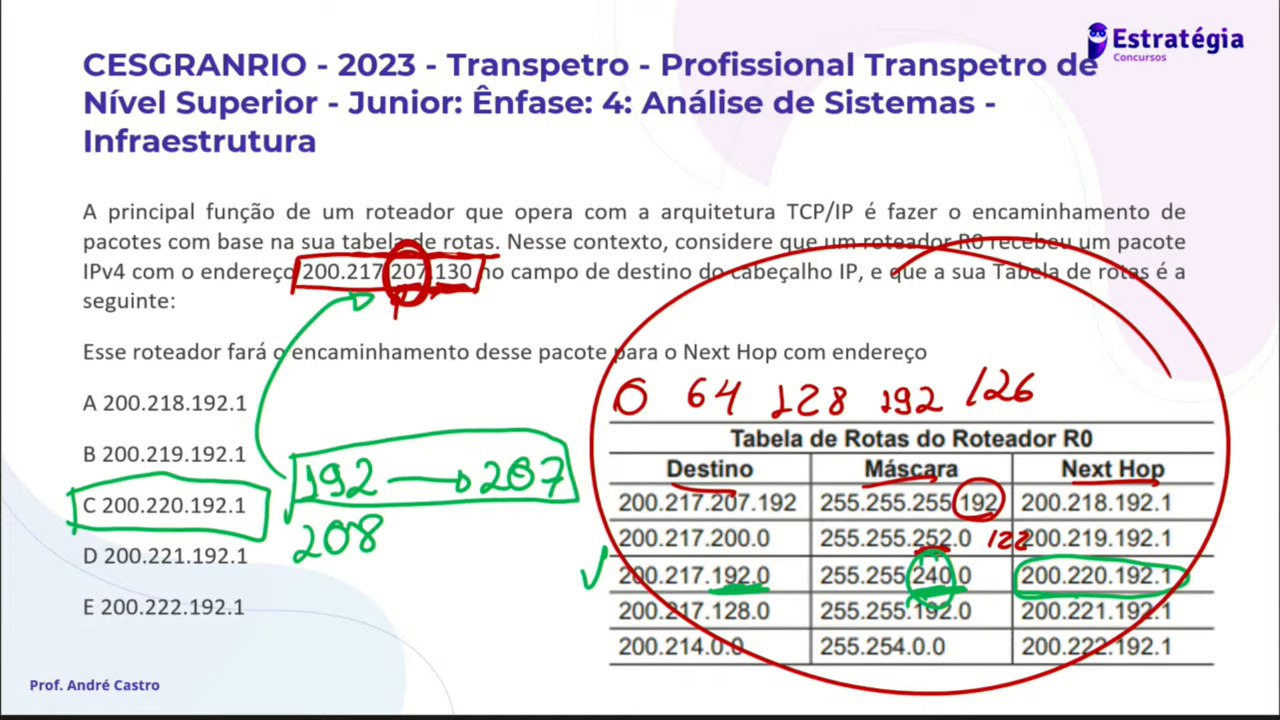 Estratégia
Concursos
CESGRANRIO - 2023 - Transpetro - Profissional Transpetro de
Nível Superior - Junior: Ênfase: 4: Análise de Sistemas -
Infraestrutura
A principal função de um roteador que opera com a arquitetura TCP/IP é fazer o encaminhamento de
pacotes com base na sua tabela de rotas. Nesse contexto, considere que um roteador R0 recebeu um pacote
IPv4 com o endereço 200.217.207.130 no campo de destino do cabeçalho IP, e que a sua Tabela de rotas é a
seguinte:
Esse roteador fará o encaminhamento desse pacote para o Next Hop com endereço
A 200.218.192.1
B 200.219.192.1
C 200.220.192.1
D 200.221.192.1
E 200.222.192.1
192 207
208
0 64 128 192 /26
Tabela de Rotas do Roteador R0
Destino Máscara Next Hop
200.217.207.192 255.255.255.192 200.218.192.1
200.217.200.0 255.255.252.0 200.219.192.1
200.217.192.0 255.255.240.0 200.220.192.1
200.217.128.0 255.255.192.0 200.221.192.1
200.214.0.0 255.254.0.0 200.222.192.1
Prof. André Castro